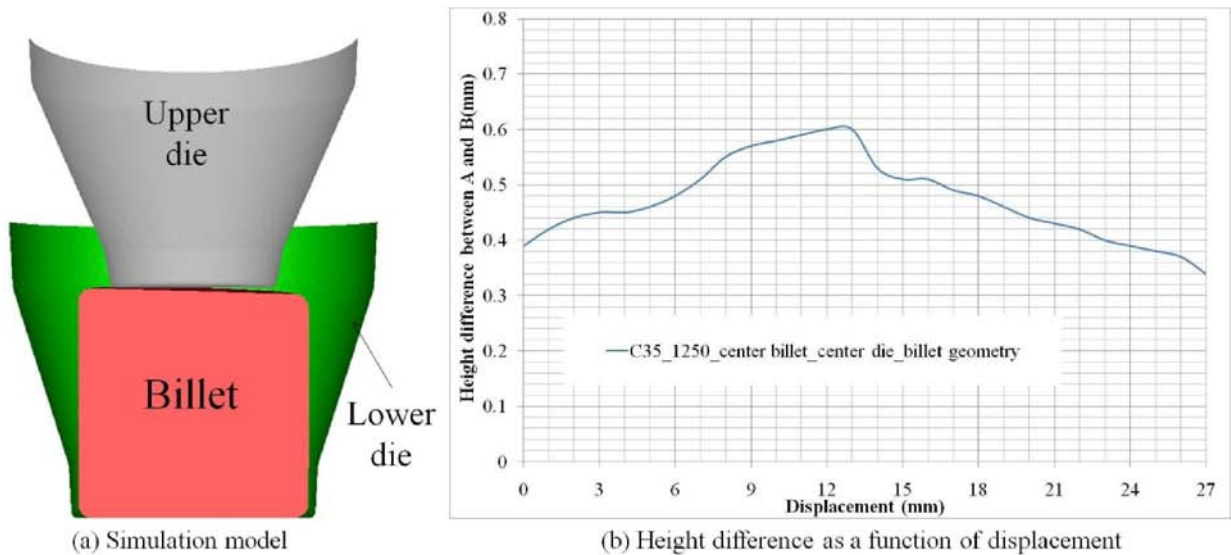 Upper
die
Billet
Lower
die
(a) Simulation model
Height difference between A and B(mm)
0.8
0.7
0.6
0.5
0.4
0.3
0.2
0.1
0
C35_1250_center billet_center die_billet geometry
0 3 6 9 12 15 18 21 24 27
Displacement (mm)
(b) Height difference as a function of displacement